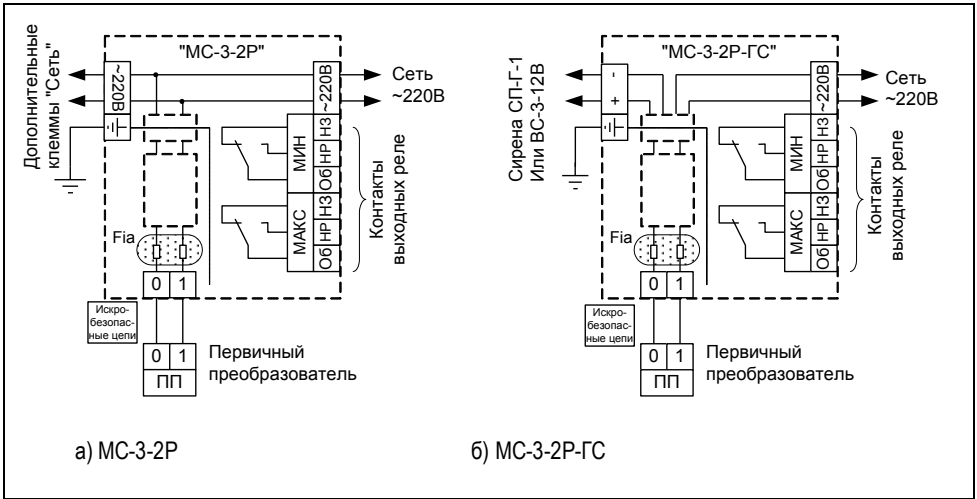 "МС-3-2Р"
Дополнительные
клеммы "Сеть"
~220В
~220В
Сеть
~220В
МИН
НЗ
НР
Об
МАКС
НЗ
НР
Об
Контакты
выходных реле
Fia
0 1
Искро-
безопас-
ные цепи
0 1
ПП
Первичный
преобразователь
а) МС-3-2Р
"МС-3-2Р-ГС"
Сирена СП-Г-1
Или ВС-3-12В
-
+
~220В
Сеть
~220В
МИН
НЗ
НР
Об
МАКС
НЗ
НР
Об
Контакты
выходных реле
Fia
0 1
Искро-
безопас-
ные цепи
0 1
ПП
Первичный
преобразователь
б) МС-3-2Р-ГС